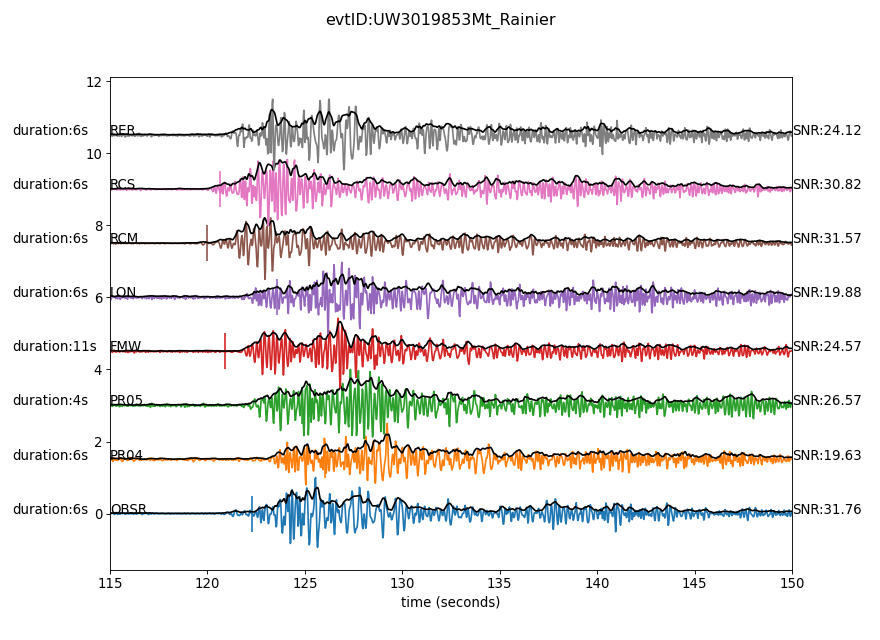 evtID:UW3019853Mt_Rainier
12
duration:6s RER SNR:24.12
10
duration:6s RCS SNR:30.82
8
duration:6s RCM SNR:31.57
duration:6s LON SNR:19.88
6
duration:11s FMW SNR:24.57
4
duration:4s PR05 SNR:26.57
2
duration:6s PR04 SNR:19.63
duration:6s OBSR SNR:31.76
0
115 120 125 130 135 140 145 150
time (seconds)